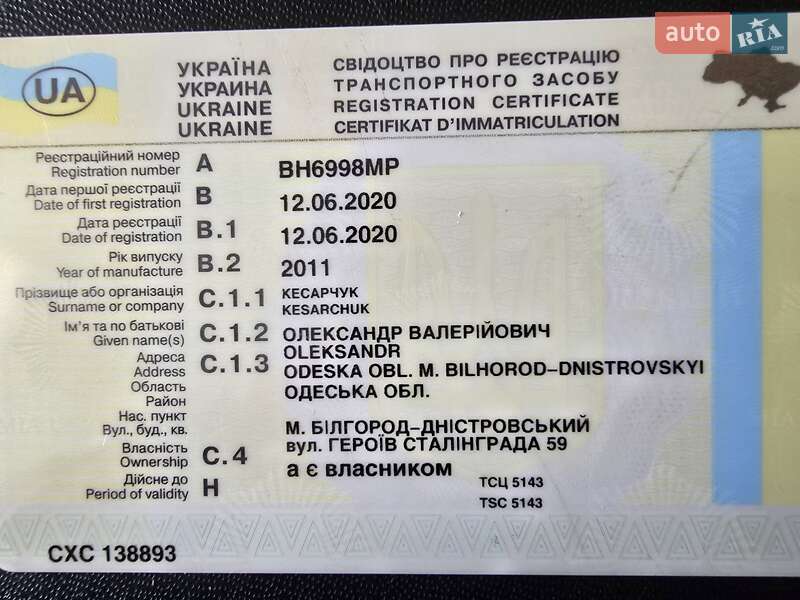 auto RIA .com
UA
УКРАЇНА
УКРАИНА
UKRAINE
UKRAINE
СВІДОЦТВО ПРО РЕЄСТРАЦІЮ
ТРАНСПОРТНОГО ЗАСОБУ
REGISTRATION CERTIFICATE
CERTIFIKAT D'IMMATRICULATION
Реєстраційний номер
Registration number A BH6998MP
Дата першої реєстрації
Date of first registration B 12.06.2020
Дата реєстрації
Date of registration B.1 12.06.2020
Рік випуску
Year of manufacture B.2 2011
Прізвище або організація C.1.1 КЕСАРЧУК
Surname or company KESARCHUK
Ім'я та по батькові C.1.2 ОЛЕКСАНДР ВАЛЕРІЙОВИЧ
Given name(s) OLEKSANDR
Адреса C.1.3 ODESKA OBL. M. BILHOROD-DNISTROVSKYI
Address
Область ОДЕСЬКА ОБЛ.
Район
Нас. пункт М. БІЛГОРОД-ДНІСТРОВСЬКИЙ
Вул., буд., кв. вул. ГЕРОЇВ СТАЛІНГРАДА 59
Власність
Ownership C.4 а є власником
Дійсне до ТСЦ 5143
Period of validity H TSC 5143
СХС 138893